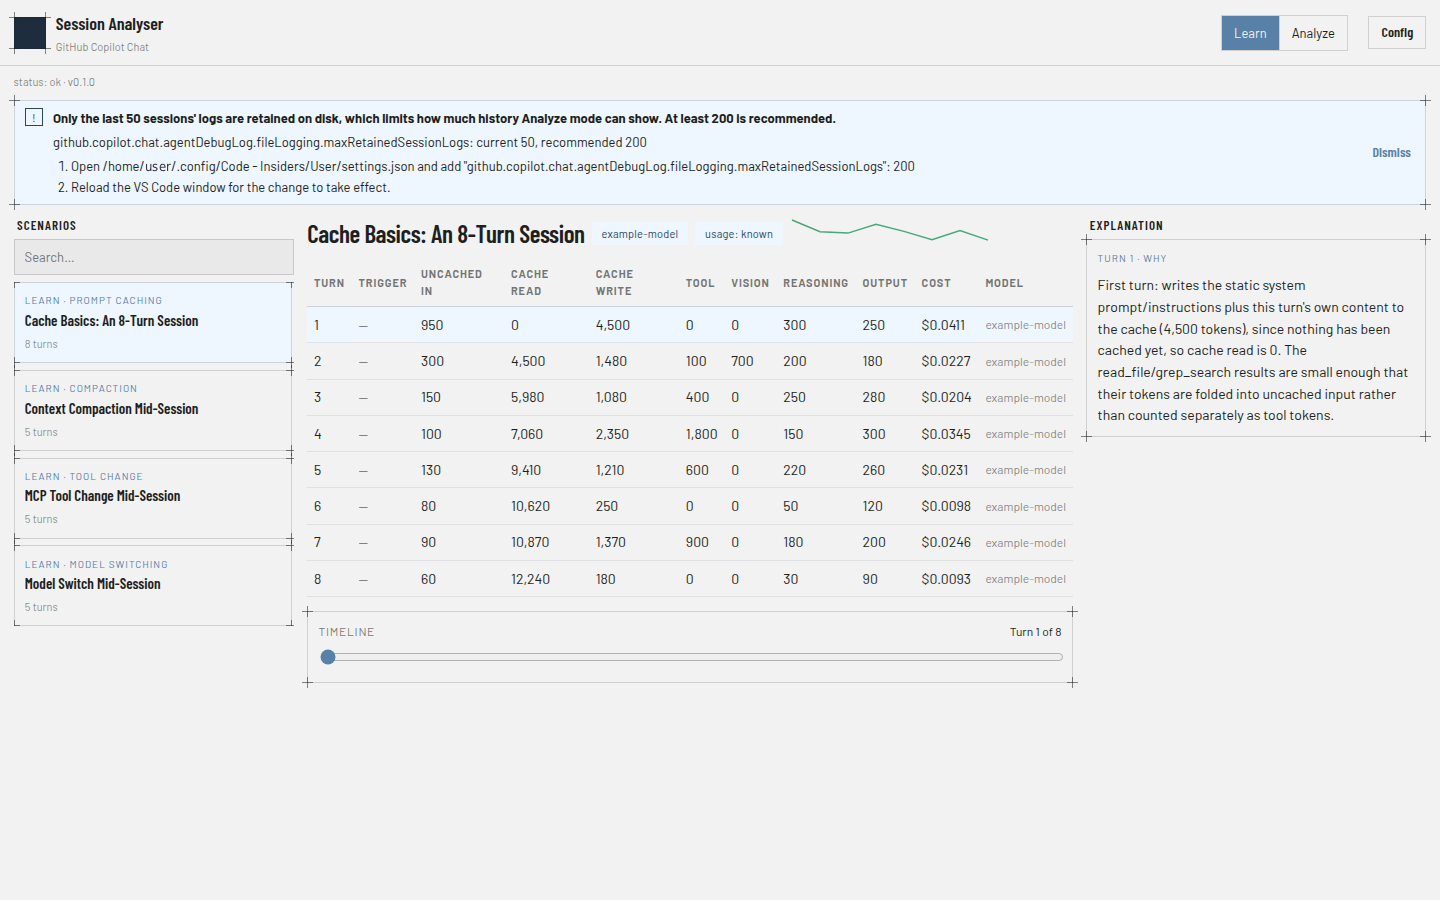 Session Analyser
GitHub Copilot Chat
Learn
Analyze
Config
status: ok · v0.1.0
!
Only the last 50 sessions' logs are retained on disk, which limits how much history Analyze mode can show. At least 200 is recommended.
github.copilot.chat.agentDebugLog.fileLogging.maxRetainedSessionLogs: current 50, recommended 200
1. Open /home/user/.config/Code - Insiders/User/settings.json and add "github.copilot.chat.agentDebugLog.fileLogging.maxRetainedSessionLogs": 200
2. Reload the VS Code window for the change to take effect.
Dismiss
SCENARIOS
Search...
LEARN · PROMPT CACHING
Cache Basics: An 8-Turn Session
8 turns
LEARN · COMPACTION
Context Compaction Mid-Session
5 turns
LEARN · TOOL CHANGE
MCP Tool Change Mid-Session
5 turns
LEARN · MODEL SWITCHING
Model Switch Mid-Session
5 turns
Cache Basics: An 8-Turn Session example-model usage: known
TURN TRIGGER UNCACHED IN CACHE READ CACHE WRITE TOOL VISION REASONING OUTPUT COST MODEL
1 — 950 0 4,500 0 0 300 250 $0.0411 example-model
2 — 300 4,500 1,480 100 700 200 180 $0.0227 example-model
3 — 150 5,980 1,080 400 0 250 280 $0.0204 example-model
4 — 100 7,060 2,350 1,800 0 150 300 $0.0345 example-model
5 — 130 9,410 1,210 600 0 220 260 $0.0231 example-model
6 — 80 10,620 250 0 0 50 120 $0.0098 example-model
7 — 90 10,870 1,370 900 0 180 200 $0.0246 example-model
8 — 60 12,240 180 0 0 30 90 $0.0093 example-model
TIMELINE
Turn 1 of 8
EXPLANATION
TURN 1 · WHY
First turn: writes the static system
prompt/instructions plus this turn's own content to
the cache (4,500 tokens), since nothing has been
cached yet, so cache read is 0. The
read_file/grep_search results are small enough that
their tokens are folded into uncached input rather
than counted separately as tool tokens.